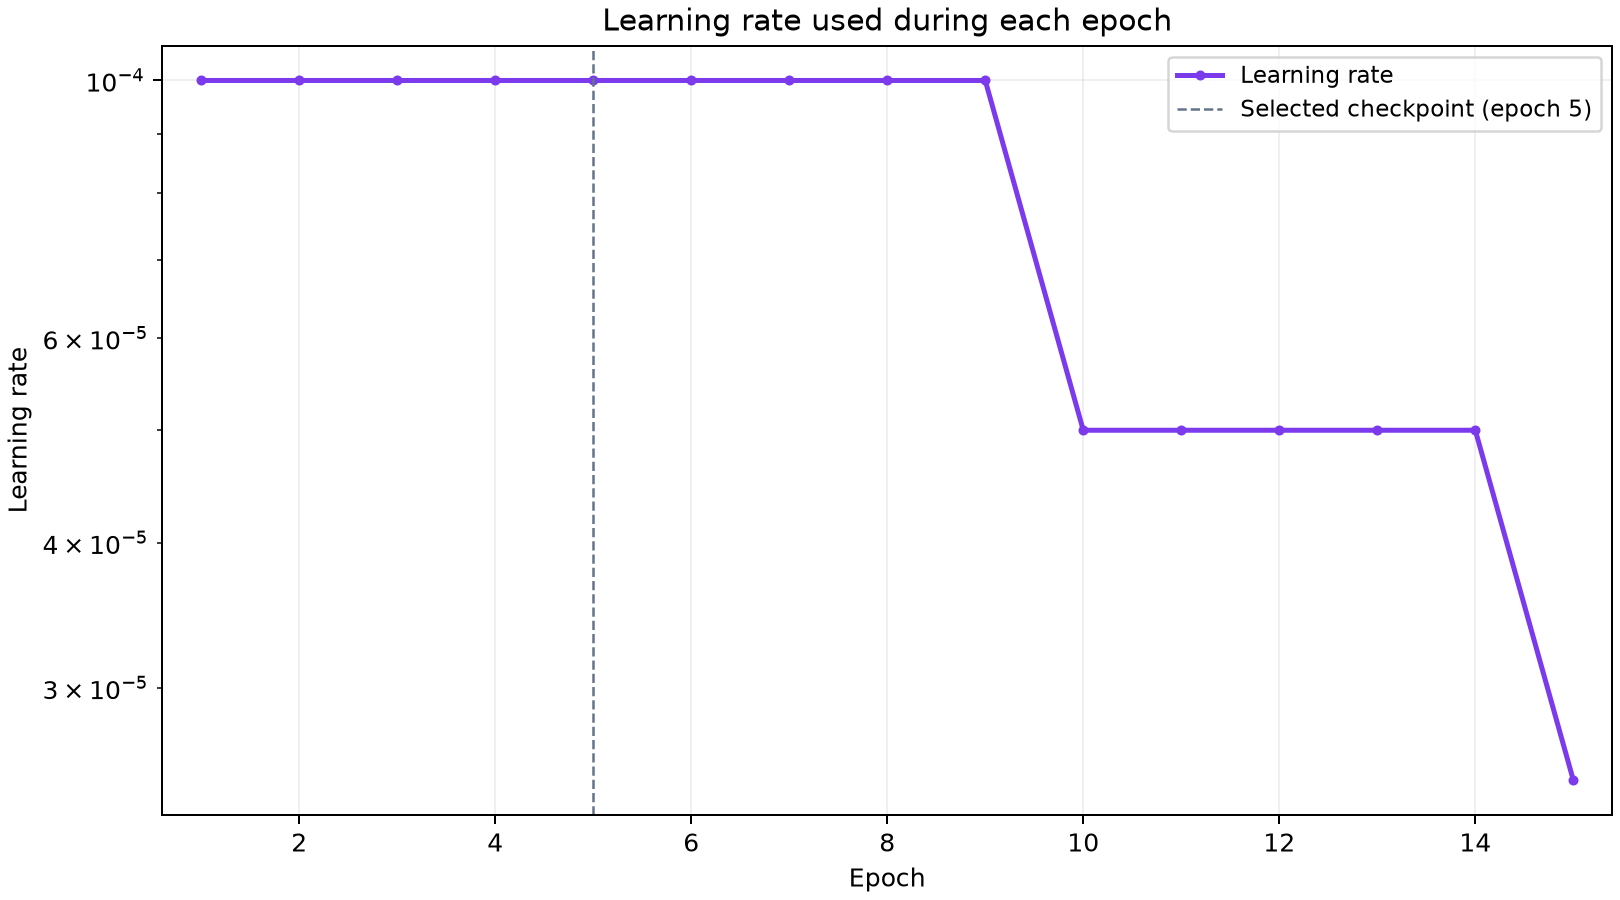 Learning rate used during each epoch
Learning rate
Selected checkpoint (epoch 5)
10⁻⁴
6 × 10⁻⁵
4 × 10⁻⁵
3 × 10⁻⁵
Learning rate
2 4 6 8 10 12 14
Epoch